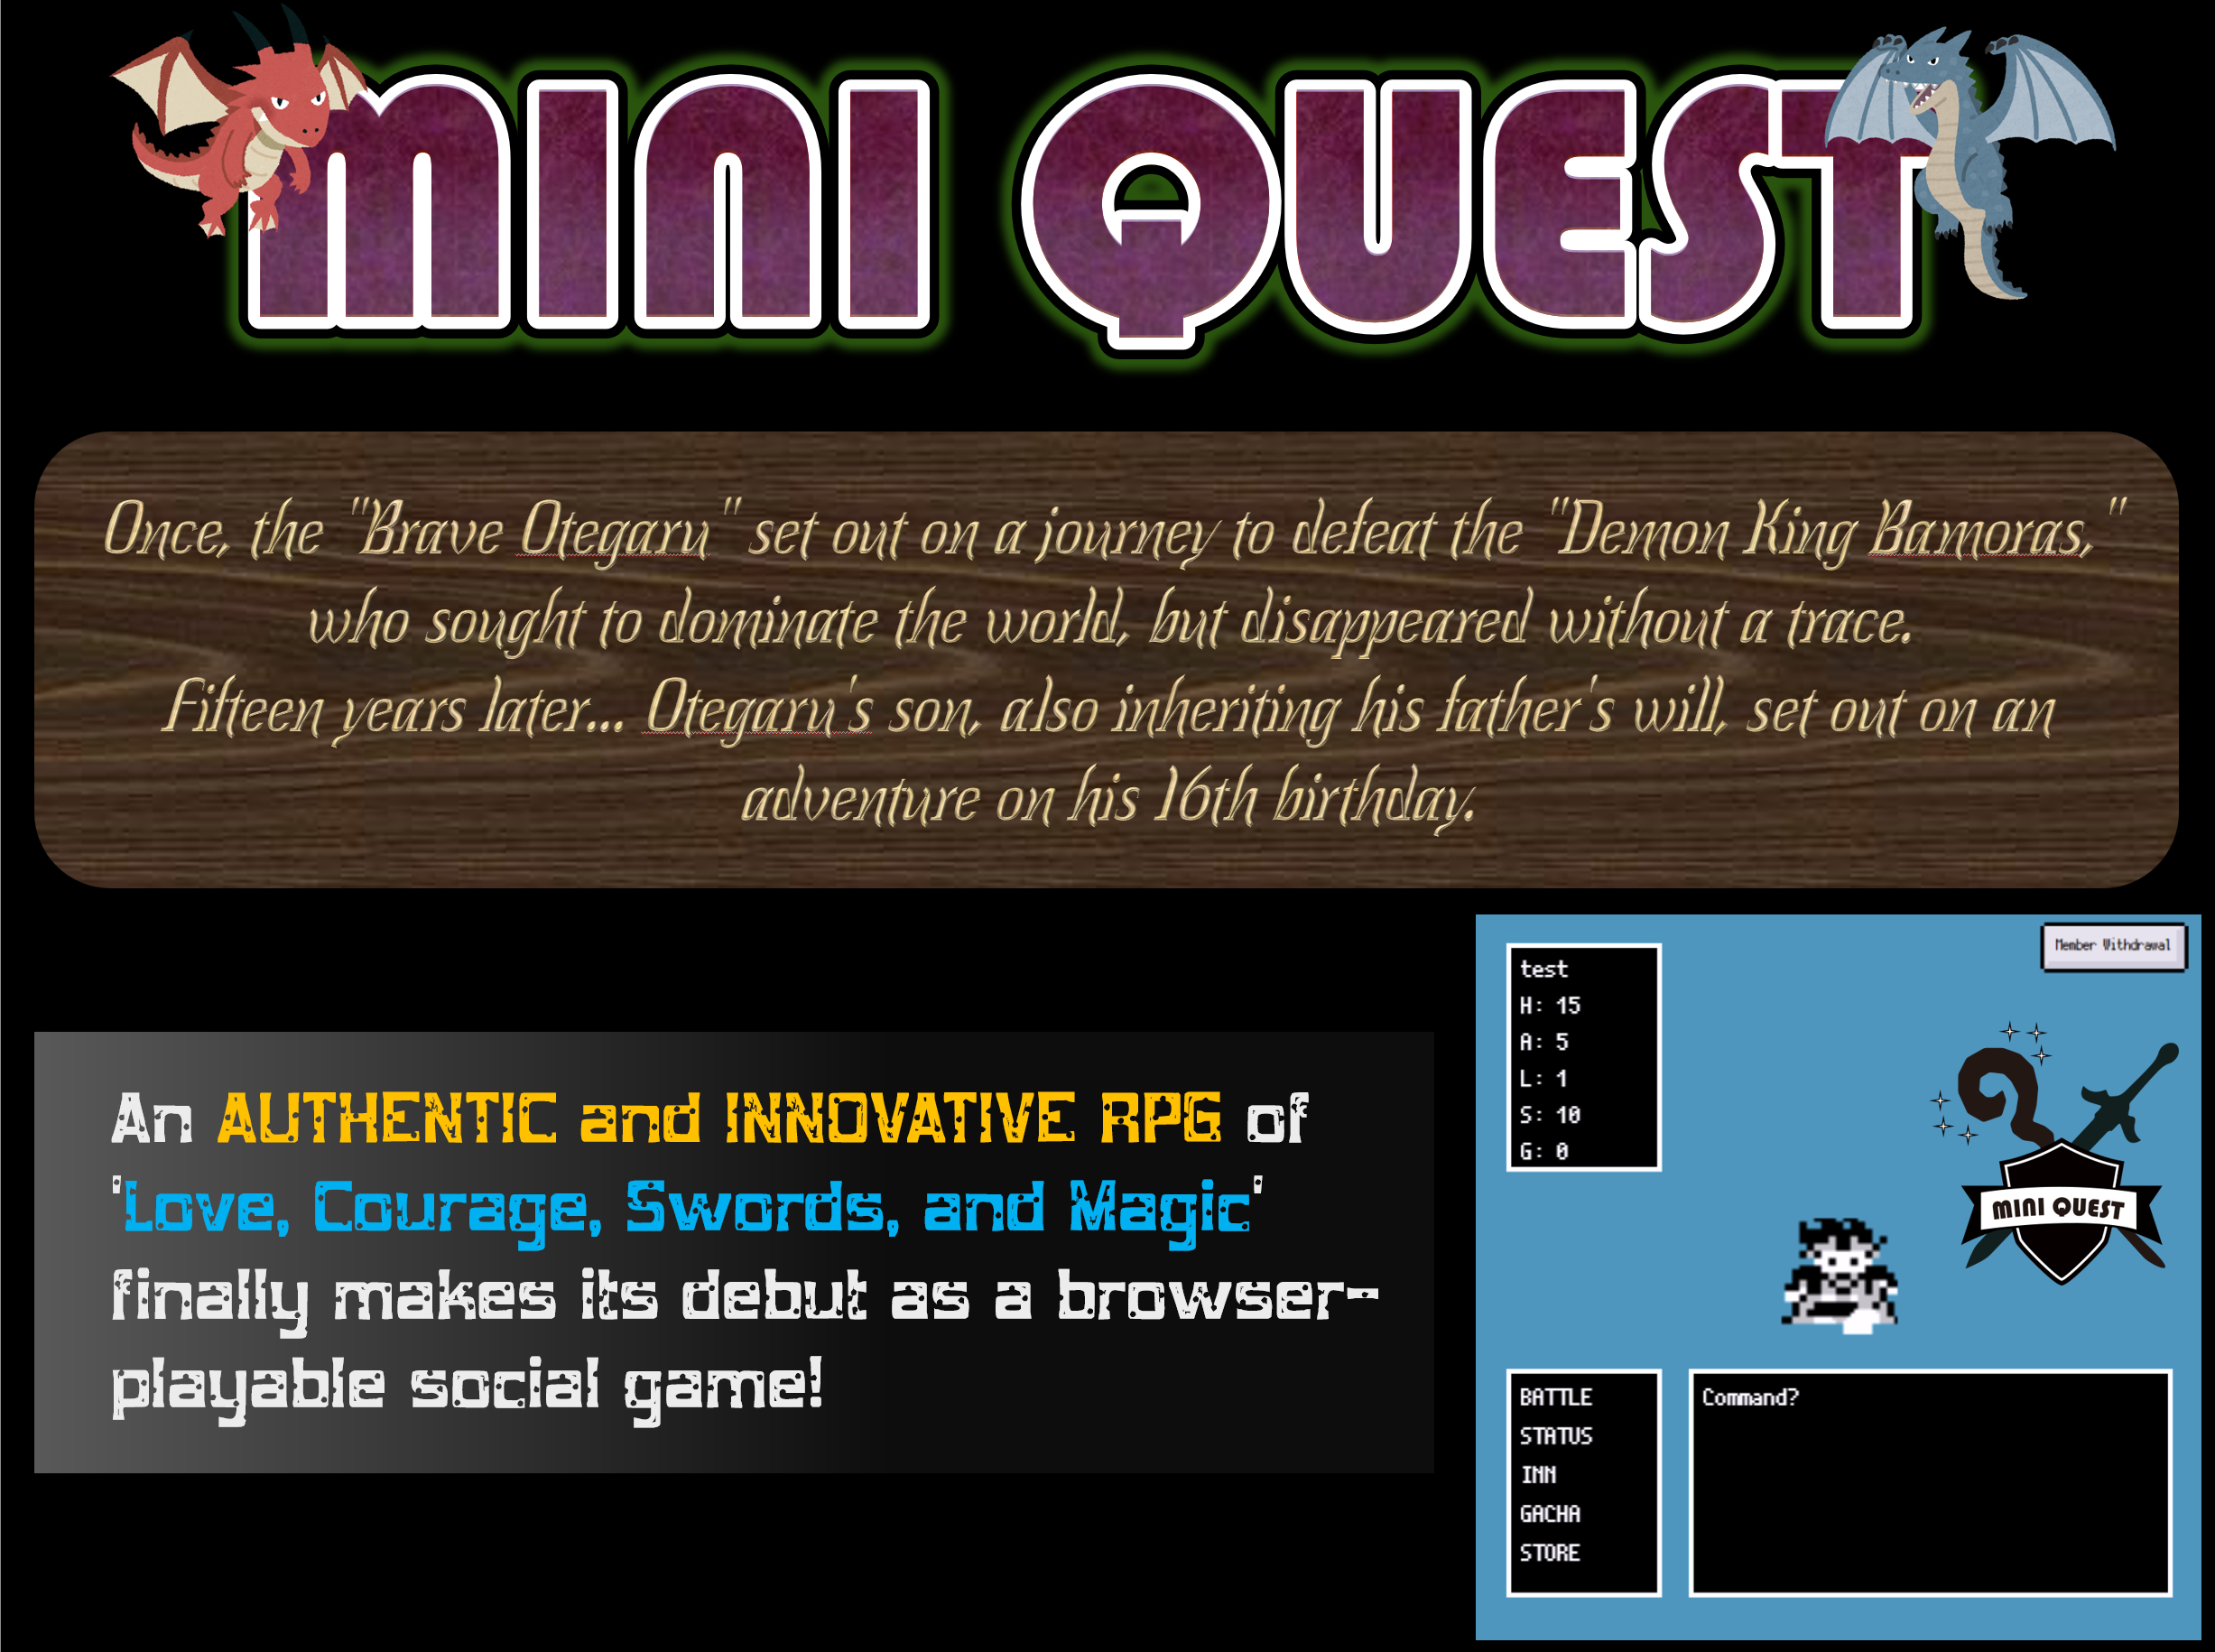 MINI QUEST
Once, the "Brave Otegaru" set out on a journey to defeat the "Demon King Bamoras,"
who sought to dominate the world, but disappeared without a trace.
Fifteen years later... Otegaru's son, also inheriting his father's will, set out on an
adventure on his 16th birthday.
An AUTHENTIC and INNOVATIVE RPG of
'Love, Courage, Swords, and Magic'
finally makes its debut as a browser-
playable social game!
Member Withdrawal
test
H: 15
A: 5
L: 1
S: 10
G: 0
MINI QUEST
BATTLE
STATUS
INN
GACHA
STORE
Command?